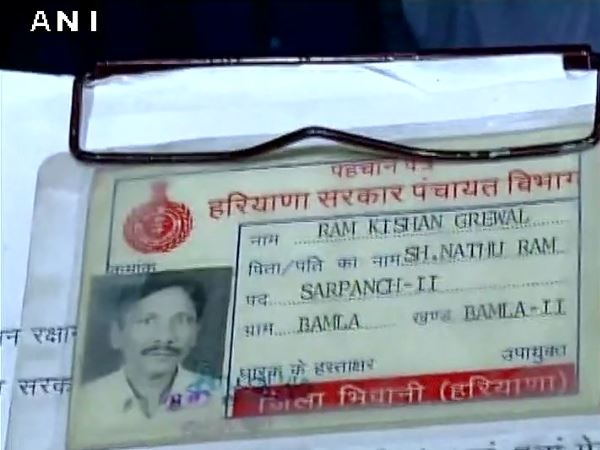 ANI
पहचान पत्र
हरियाणा सरकार पंचायत विभाग
नाम ....RAM KISHAN GREWAL
क्रमांक
पिता/पति का नाम SH.NATHU RAM
पद ....SARPANCH-II
ग्राम ..BAMLA...... खण्ड BAMLA-II
धारक के हस्ताक्षर उपायुक्त
जिला भिवानी (हरियाणा)